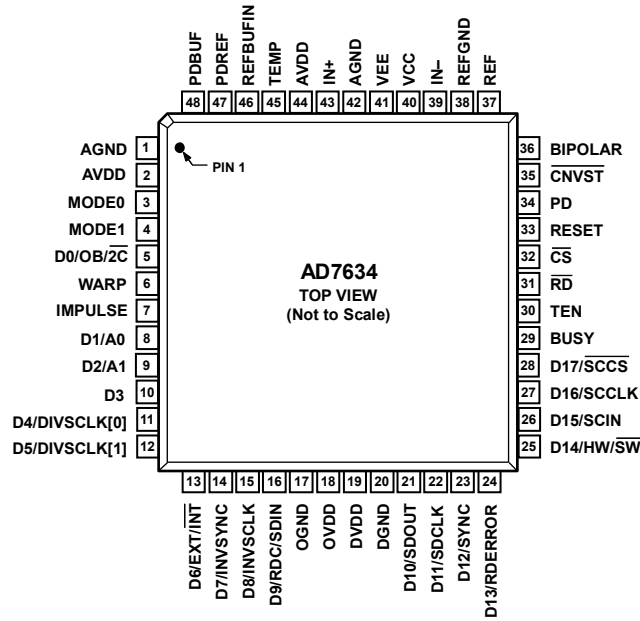 PDBUF
PDREF
REFBUFIN
TEMP
AVDD
IN+
AGND
VEE
VCC
IN–
REFGND
REF
48
47
46
45
44
43
42
41
40
39
38
37
AGND 1
AVDD 2
MODE0 3
MODE1 4
D0/OB/2C̅ 5
WARP 6
IMPULSE 7
D1/A0 8
D2/A1 9
D3 10
D4/DIVSCLK[0] 11
D5/DIVSCLK[1] 12
PIN 1
AD7634
TOP VIEW
(Not to Scale)
36 BIPOLAR
35 C̅N̅V̅S̅T̅
34 PD
33 RESET
32 C̅S̅
31 R̅D̅
30 TEN
29 BUSY
28 D17/S̅C̅C̅S̅
27 D16/SCCLK
26 D15/SCIN
25 D14/HW/S̅W̅
13
14
15
16
17
18
19
20
21
22
23
24
D6/EXT/I̅N̅T̅
D7/INVSYNC
D8/INVSCLK
D9/RDC/SDIN
OGND
OVDD
DVDD
DGND
D10/SDOUT
D11/SDCLK
D12/SYNC
D13/RDERROR